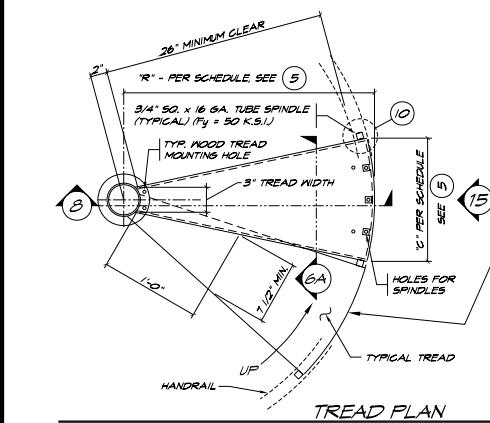 26" MINIMUM CLEAR
2"
"R" - PER SCHEDULE, SEE 5
3/4" SQ. x 16 GA. TUBE SPINDLE
(TYPICAL) (Fy = 50 K.S.I.)
10
TYP. WOOD TREAD
MOUNTING HOLE
3" TREAD WIDTH
8
"C" PER SCHEDULE
SEE 5
15
1'-0"
7 1/2" MIN.
6A
HOLES FOR
SPINDLES
UP
TYPICAL TREAD
HANDRAIL
TREAD PLAN